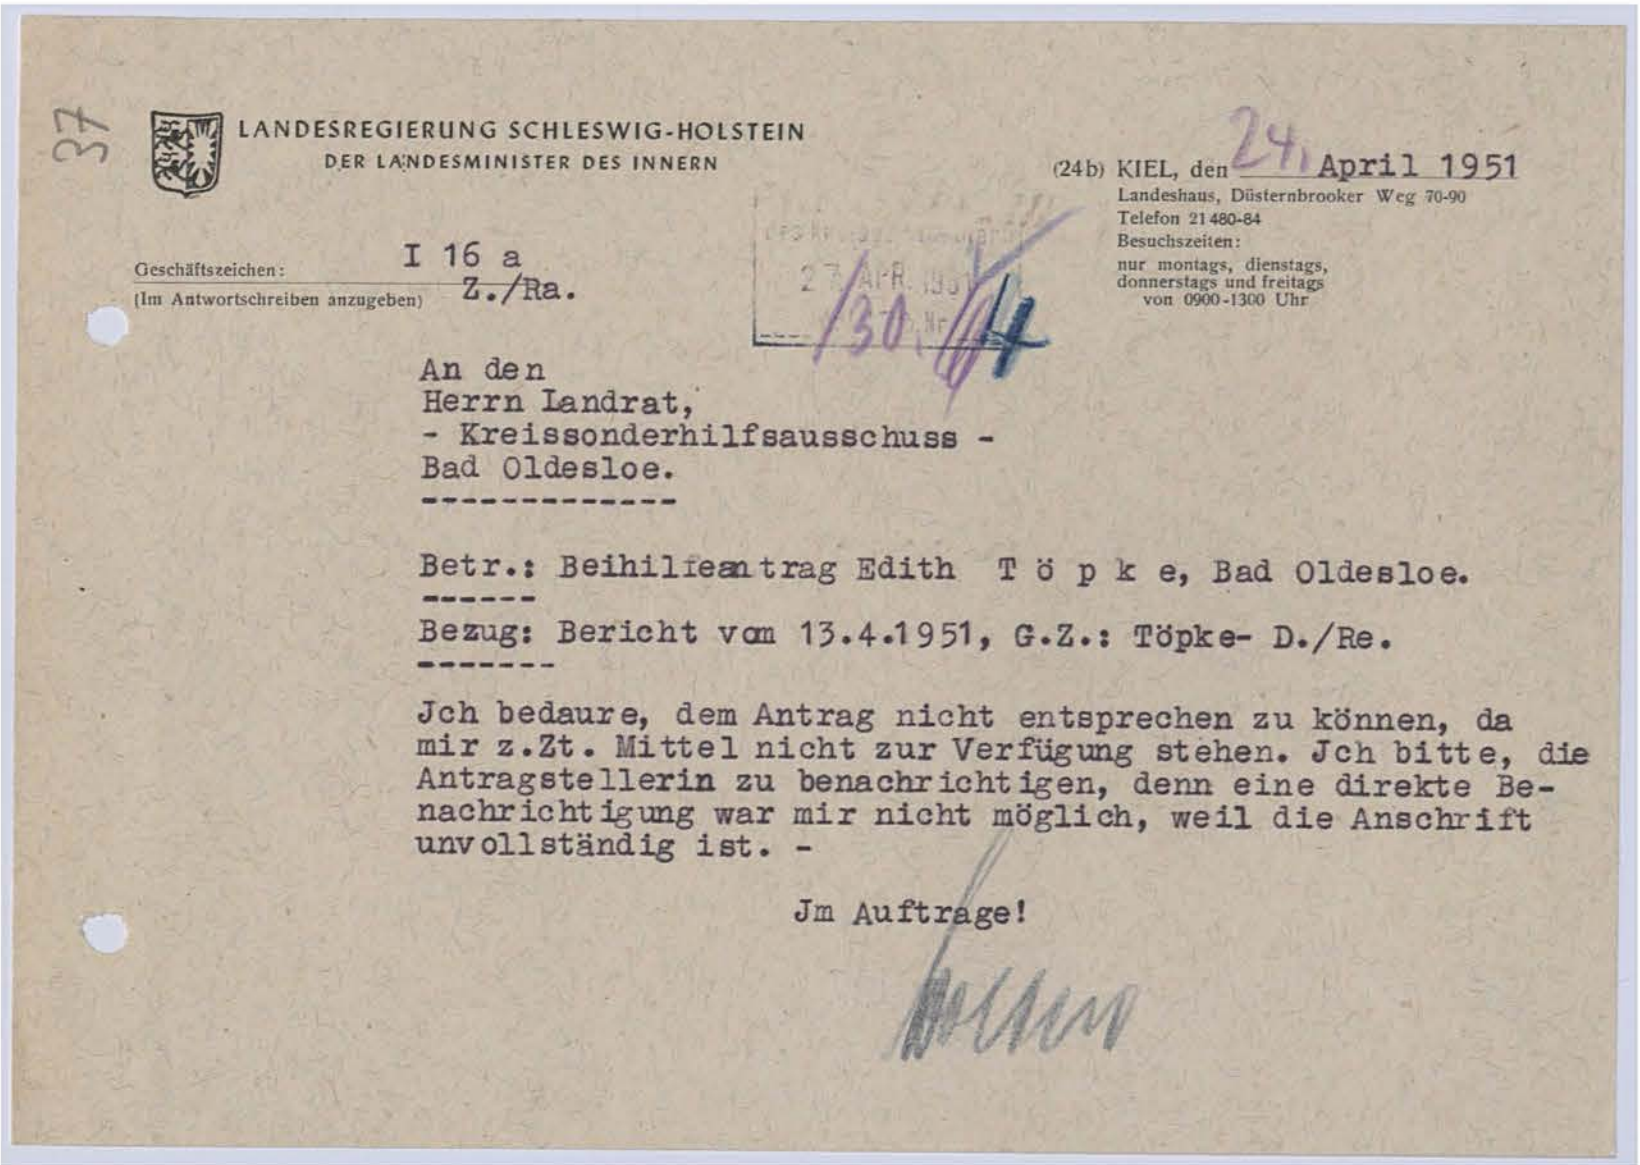 37
LANDESREGIERUNG SCHLESWIG-HOLSTEIN
DER LANDESMINISTER DES INNERN
(24b) KIEL, den 24. April 1951
Landeshaus, Düsternbrooker Weg 70-90
Telefon 21 480-84
Besuchszeiten:
nur montags, dienstags,
donnerstags und freitags
von 0900-1300 Uhr
Geschäftszeichen: I 16 a
(Im Antwortschreiben anzugeben) Z./Ra.
27. APR. 1951
/30. Nr
An den
Herrn Landrat,
- Kreissonderhilfsausschuss -
Bad Oldesloe.
-------------
Betr.: Beihilfeantrag Edith T ö p k e, Bad Oldesloe.
------
Bezug: Bericht vom 13.4.1951, G.Z.: Töpke- D./Re.
-------
Jch bedaure, dem Antrag nicht entsprechen zu können, da
mir z.Zt. Mittel nicht zur Verfügung stehen. Jch bitte, die
Antragstellerin zu benachrichtigen, denn eine direkte Be-
nachrichtigung war mir nicht möglich, weil die Anschrift
unvollständig ist. -
Jm Auftrage!